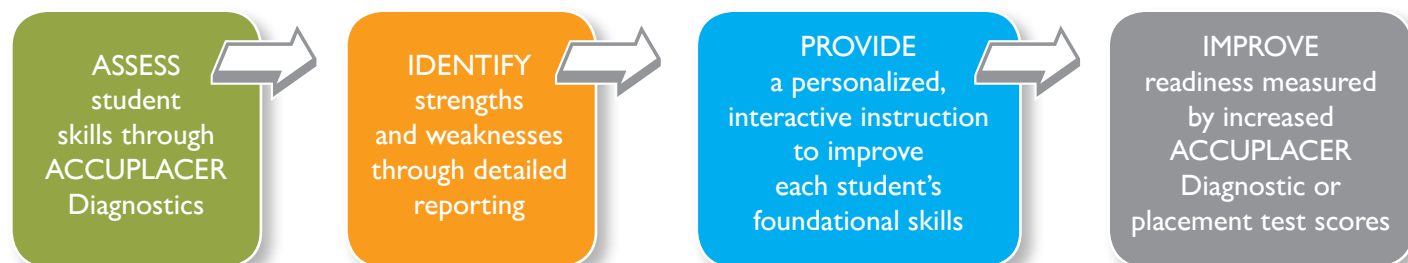 ASSESS
student
skills through
ACCUPLACER
Diagnostics
IDENTIFY
strengths
and weaknesses
through detailed
reporting
PROVIDE
a personalized,
interactive instruction
to improve
each student’s
foundational skills
IMPROVE
readiness measured
by increased
ACCUPLACER
Diagnostic or
placement test scores